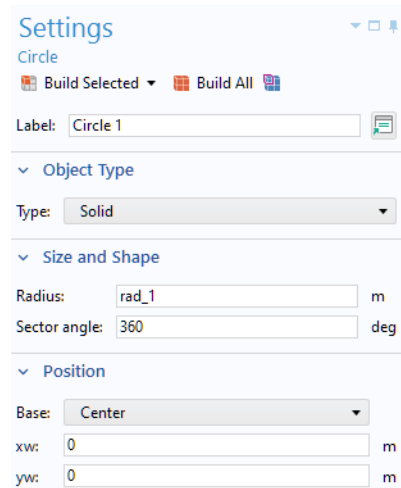 Settings
Circle
Build Selected Build All
Label: Circle 1
Object Type
Type: Solid
Size and Shape
Radius: rad_1 m
Sector angle: 360 deg
Position
Base: Center
xw: 0 m
yw: 0 m